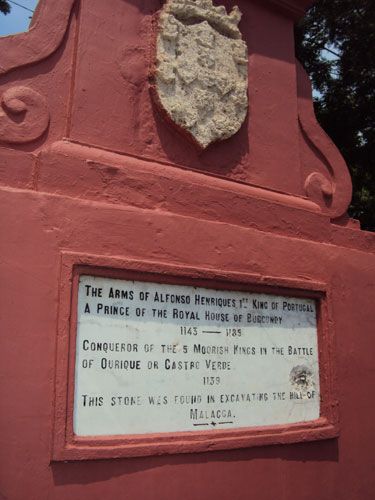 THE ARMS OF ALFONSO HENRIQUES 1ST KING OF PORTUGAL
A PRINCE OF THE ROYAL HOUSE OF BURGUNDY
1143 — 1185
CONQUEROR OF THE 5 MOORISH KINGS IN THE BATTLE
OF OURIQUE OR CASTRO VERDE.
1139
THIS STONE WAS FOUND IN EXCAVATING THE HILL OF
MALACCA.